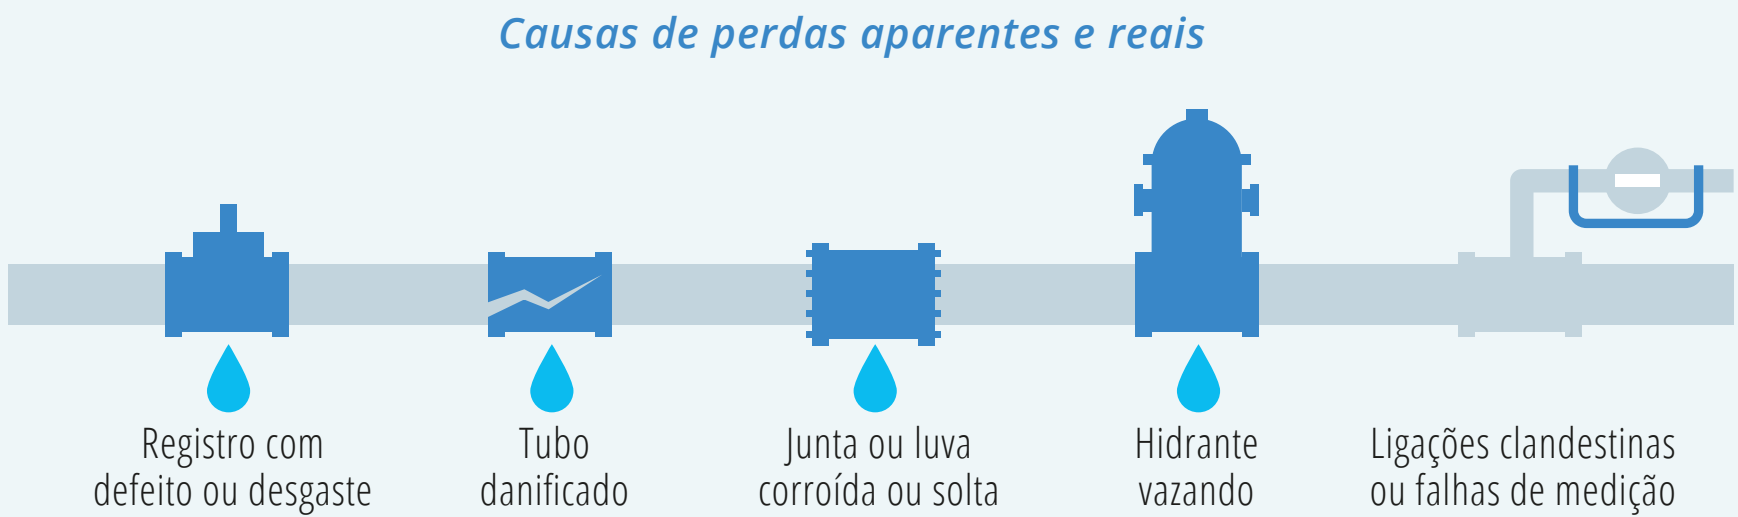 Causas de perdas aparentes e reais
Registro com
defeito ou desgaste
Tubo
danificado
Junta ou luva
corroída ou solta
Hidrante
vazando
Ligações clandestinas
ou falhas de medição